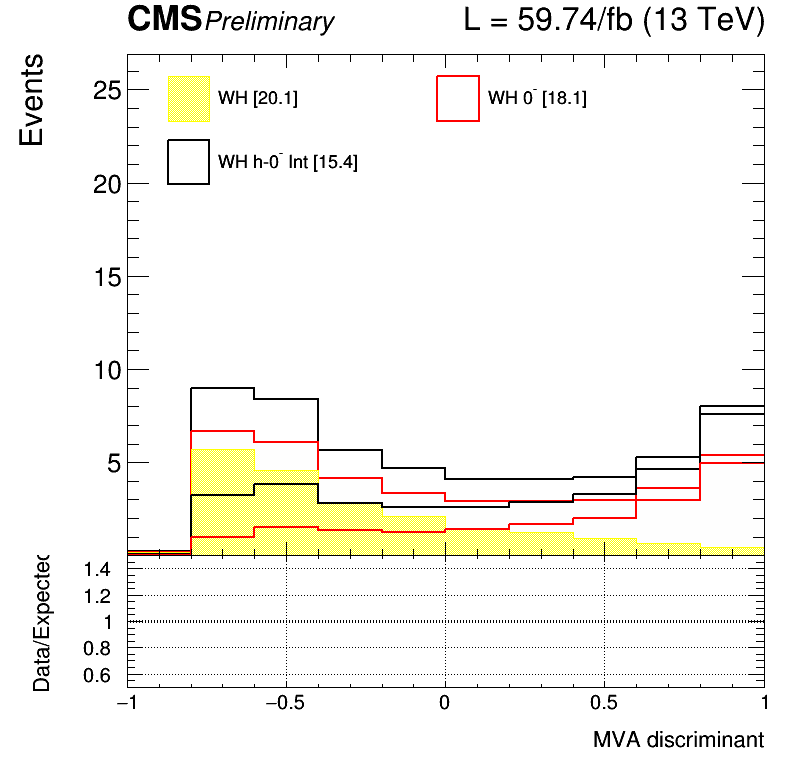 CMS Preliminary L = 59.74/fb (13 TeV)
Events
25
20
15
10
5
WH [20.1]
WH 0⁻ [18.1]
WH h-0⁻ Int [15.4]
Data/Expected
1.4
1.2
1
0.8
0.6
−1 −0.5 0 0.5 1
MVA discriminant